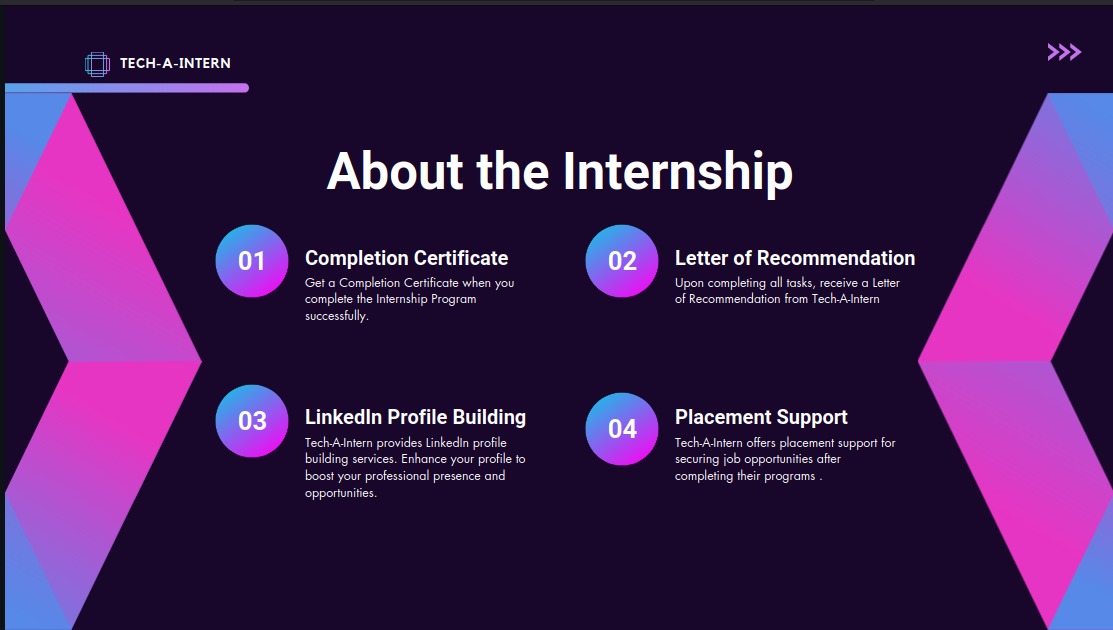 TECH-A-INTERN
About the Internship
01
Completion Certificate
Get a Completion Certificate when you
complete the Internship Program
successfully.
02
Letter of Recommendation
Upon completing all tasks, receive a Letter
of Recommendation from Tech-A-Intern
03
LinkedIn Profile Building
Tech-A-Intern provides LinkedIn profile
building services. Enhance your profile to
boost your professional presence and
opportunities.
04
Placement Support
Tech-A-Intern offers placement support for
securing job opportunities after
completing their programs .